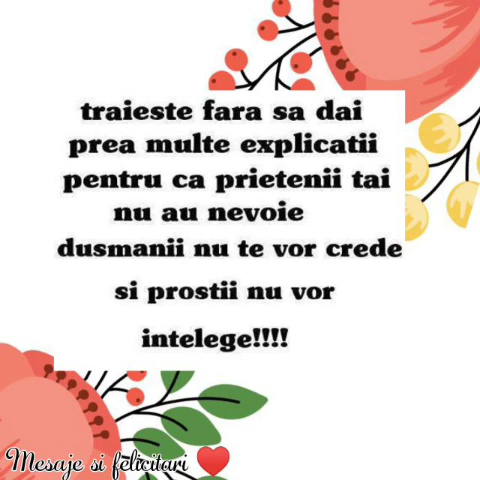 traieste fara sa dai
prea multe explicatii
pentru ca prietenii tai
nu au nevoie
dusmanii nu te vor crede
si prostii nu vor
intelege!!!!
Mesaje si felicitari ❤️